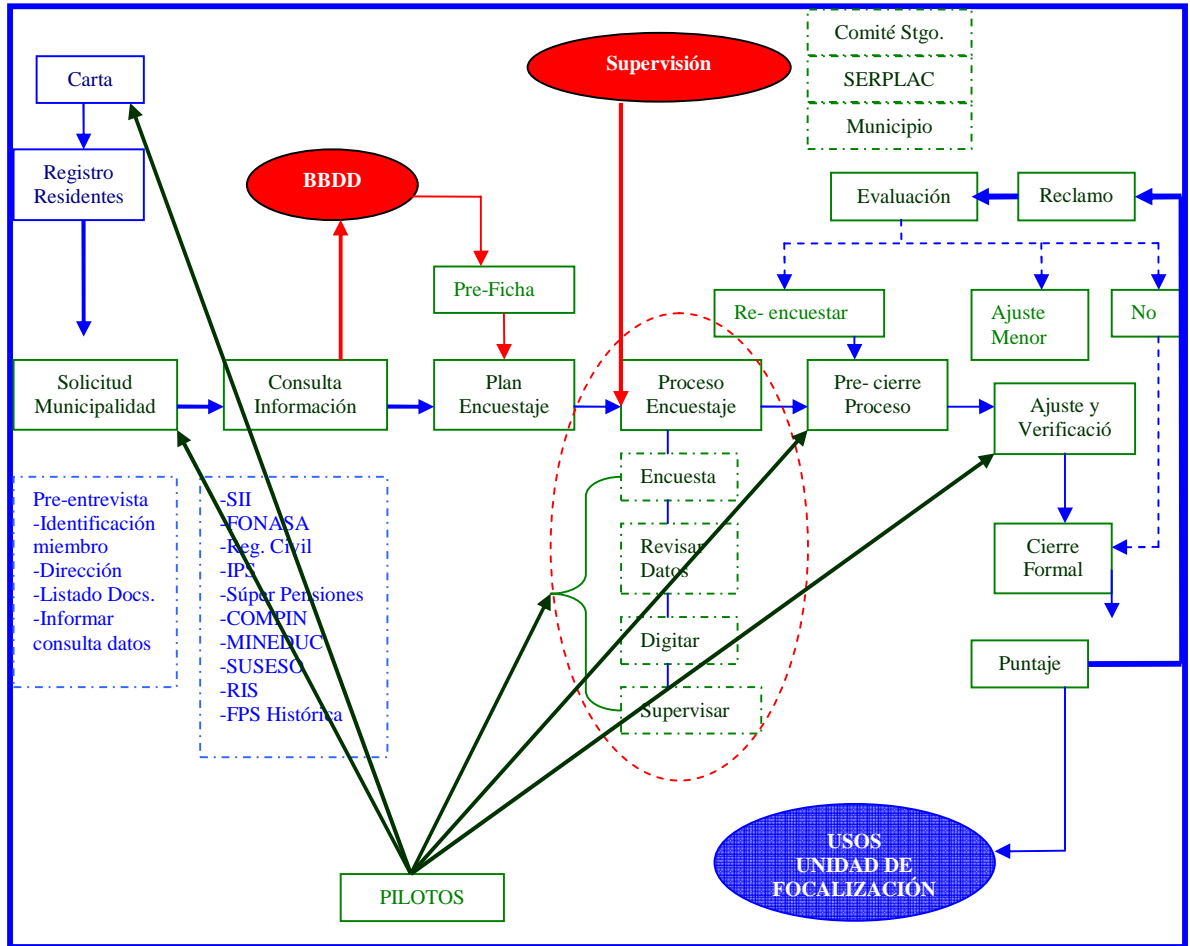 Comité Stgo.
Supervisión
SERPLAC
Carta
Municipio
Registro
Residentes
BBDD
Evaluación
Reclamo
Pre-Ficha
Re- encuestar
Ajuste
Menor
No
Solicitud
Municipalidad
Consulta
Información
Plan
Encuestaje
Proceso
Encuestaje
Pre- cierre
Proceso
Ajuste y
Verificació
Pre-entrevista
-Identificación
miembro
-Dirección
-Listado Docs.
-Informar
consulta datos
-SII
-FONASA
-Reg. Civil
-IPS
-Súper Pensiones
-COMPIN
-MINEDUC
-SUSESO
-RIS
-FPS Histórica
Encuesta
Revisar
Datos
Digitar
Supervisar
Cierre
Formal
Puntaje
USOS
UNIDAD DE
FOCALIZACIÓN
PILOTOS